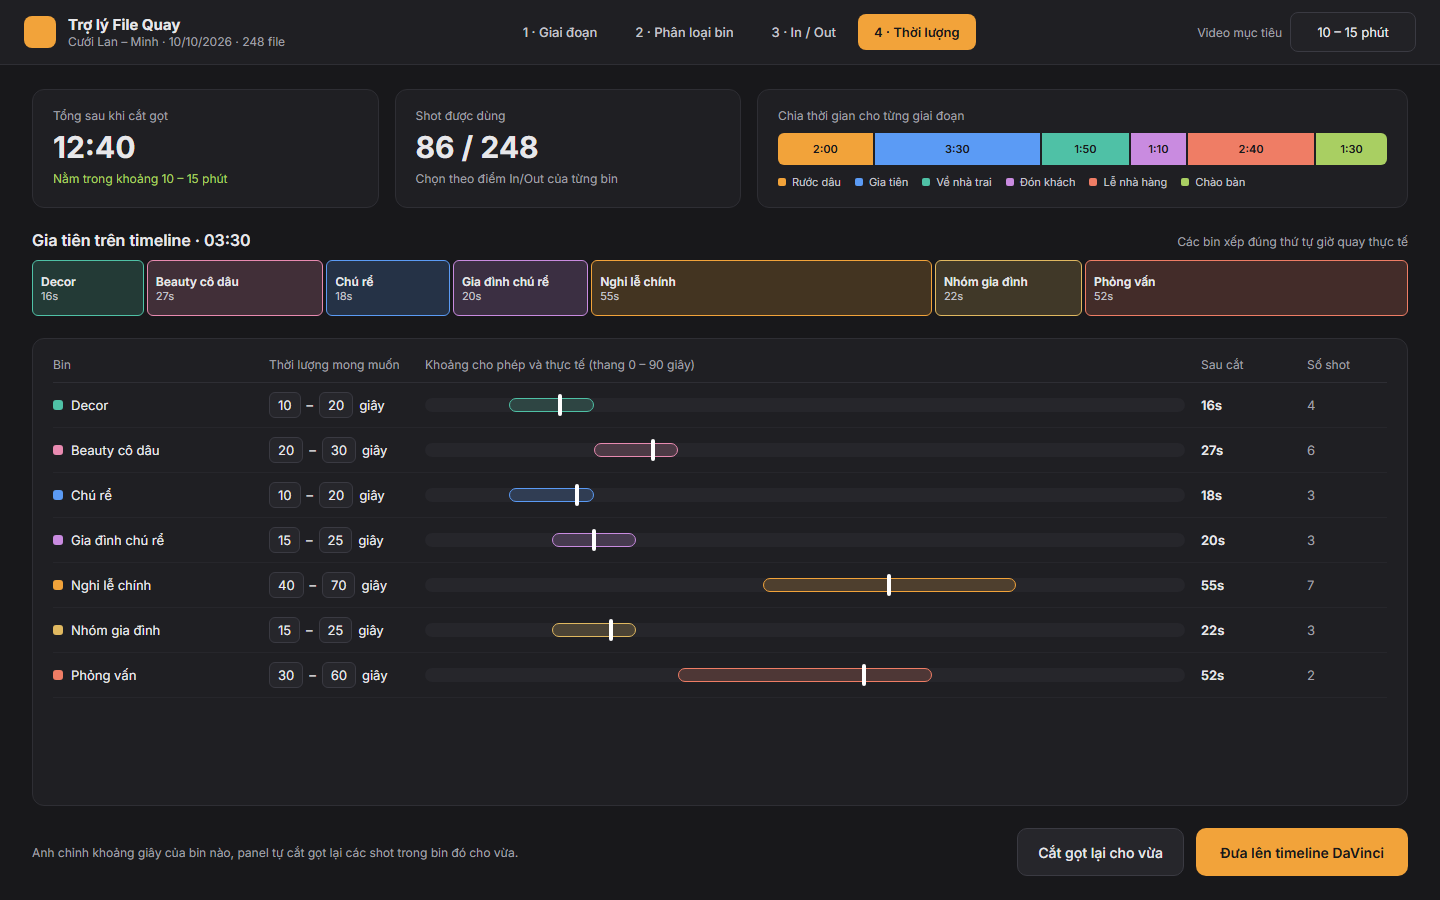 Trợ lý File Quay
Cưới Lan – Minh · 10/10/2026 · 248 file
1 · Giai đoạn
2 · Phân loại bin
3 · In / Out
4 · Thời lượng
Video mục tiêu
10 – 15 phút
Tổng sau khi cắt gọt
12:40
Nằm trong khoảng 10 – 15 phút
Shot được dùng
86 / 248
Chọn theo điểm In/Out của từng bin
Chia thời gian cho từng giai đoạn
2:00 3:30 1:50 1:10 2:40 1:30
Rước dâu Gia tiên Về nhà trai Đón khách Lễ nhà hàng Chào bàn
Gia tiên trên timeline · 03:30
Các bin xếp đúng thứ tự giờ quay thực tế
Decor
16s
Beauty cô dâu
27s
Chú rể
18s
Gia đình chú rể
20s
Nghi lễ chính
55s
Nhóm gia đình
22s
Phỏng vấn
52s
Bin Thời lượng mong muốn Khoảng cho phép và thực tế (thang 0 – 90 giây) Sau cắt Số shot
Decor 10 – 20 giây 16s 4
Beauty cô dâu 20 – 30 giây 27s 6
Chú rể 10 – 20 giây 18s 3
Gia đình chú rể 15 – 25 giây 20s 3
Nghi lễ chính 40 – 70 giây 55s 7
Nhóm gia đình 15 – 25 giây 22s 3
Phỏng vấn 30 – 60 giây 52s 2
Anh chỉnh khoảng giây của bin nào, panel tự cắt gọt lại các shot trong bin đó cho vừa.
Cắt gọt lại cho vừa
Đưa lên timeline DaVinci